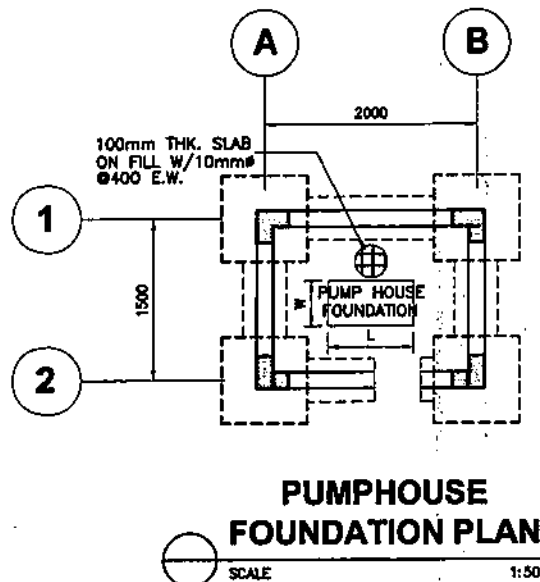 A
B
2000
100mm THK. SLAB
ON FILL W/10mmø
@400 E.W.
1
1500
W
PUMP HOUSE
FOUNDATION
L
2
PUMPHOUSE
FOUNDATION PLAN
SCALE 1:50